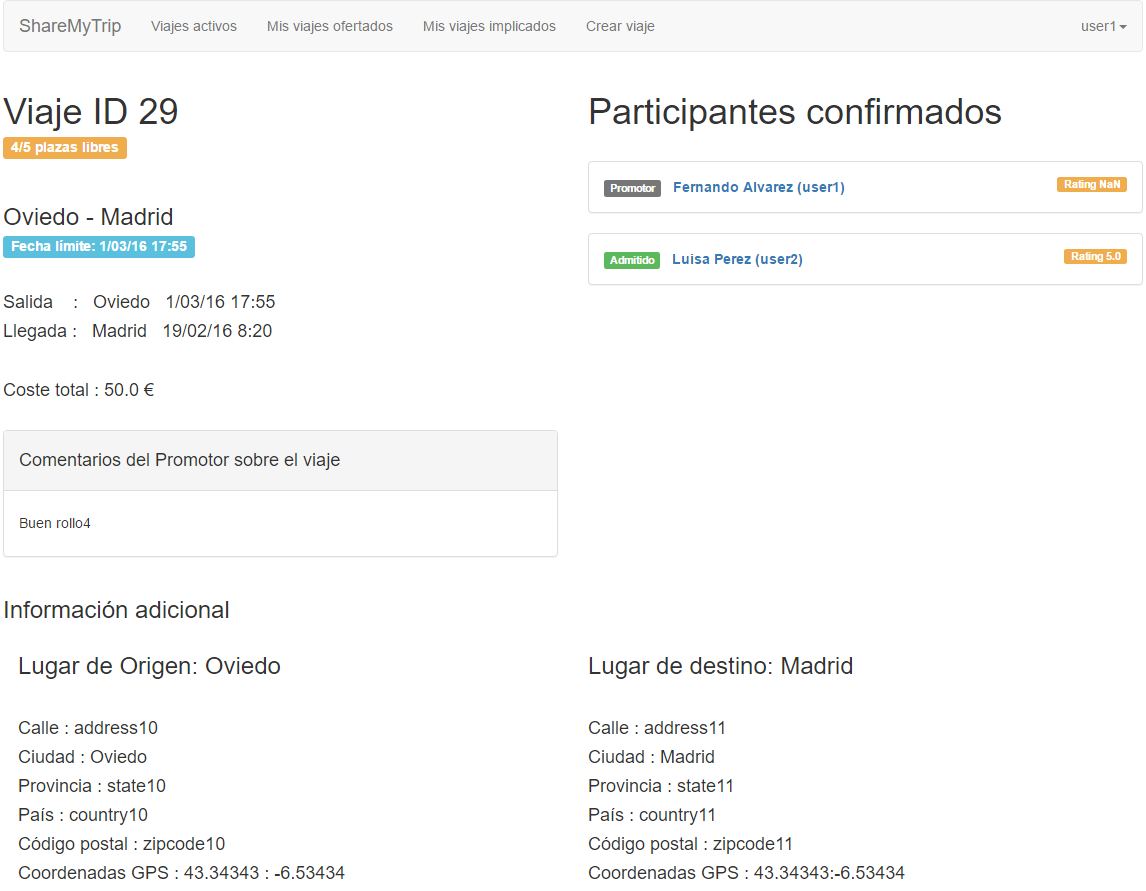 ShareMyTrip Viajes activos Mis viajes ofertados Mis viajes implicados Crear viaje user1
Viaje ID 29
4/5 plazas libres
Oviedo - Madrid
Fecha límite: 1/03/16 17:55
Salida : Oviedo 1/03/16 17:55
Llegada : Madrid 19/02/16 8:20
Coste total : 50.0 €
Comentarios del Promotor sobre el viaje
Buen rollo4
Participantes confirmados
Promotor Fernando Alvarez (user1) Rating NaN
Admitido Luisa Perez (user2) Rating 5.0
Información adicional
Lugar de Origen: Oviedo
Calle : address10
Ciudad : Oviedo
Provincia : state10
País : country10
Código postal : zipcode10
Coordenadas GPS : 43.34343 : -6.53434
Lugar de destino: Madrid
Calle : address11
Ciudad : Madrid
Provincia : state11
País : country11
Código postal : zipcode11
Coordenadas GPS : 43.34343:-6.53434